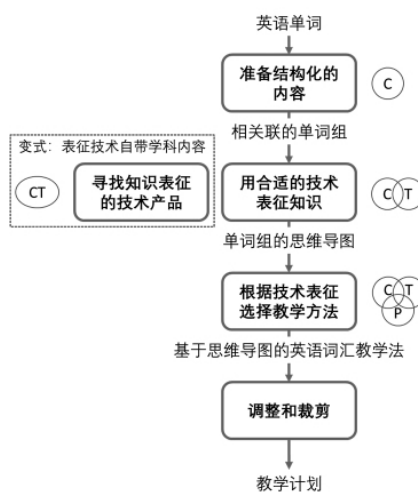 英语单词
准备结构化的
内容
C
相关联的单词组
变式：表征技术自带学科内容
CT
寻找知识表征
的技术产品
用合适的技术
表征知识
C T
单词组的思维导图
根据技术表征
选择教学方法
C T
P
基于思维导图的英语词汇教学法
调整和裁剪
教学计划